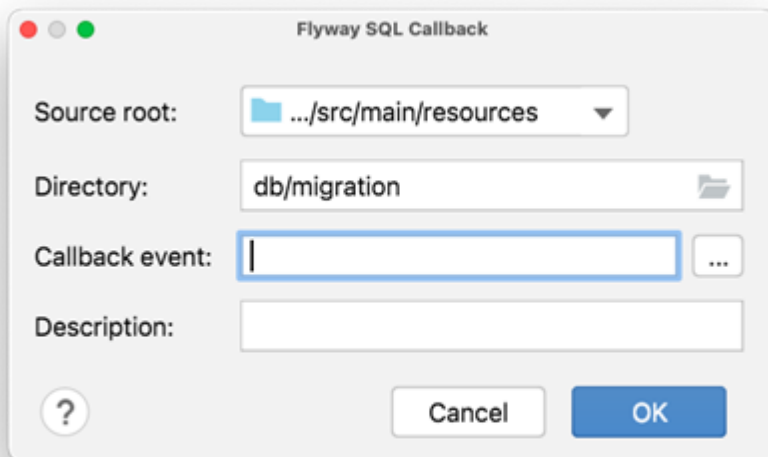 Flyway SQL Callback
Source root: .../src/main/resources
Directory: db/migration
Callback event: ...
Description:
? Cancel OK